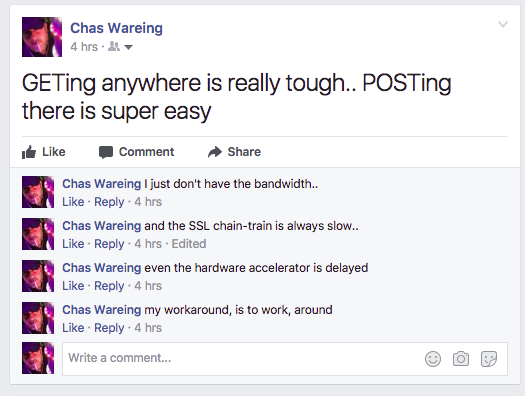 Chas Wareing
4 hrs ·
GETing anywhere is really tough.. POSTing
there is super easy
Like Comment Share
Chas Wareing I just don't have the bandwidth..
Like · Reply · 4 hrs
Chas Wareing and the SSL chain-train is always slow..
Like · Reply · 4 hrs · Edited
Chas Wareing even the hardware accelerator is delayed
Like · Reply · 4 hrs
Chas Wareing my workaround, is to work, around
Like · Reply · 4 hrs
Write a comment...